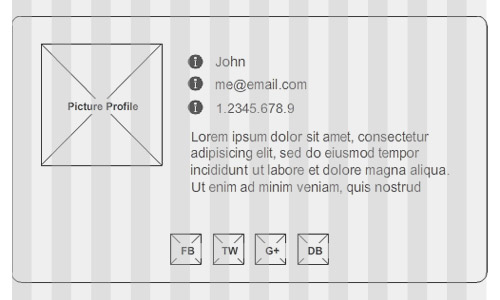 Picture Profile
John
me@email.com
1.2345.678.9
Lorem ipsum dolor sit amet, consectetur
adipisicing elit, sed do eiusmod tempor
incididunt ut labore et dolore magna aliqua.
Ut enim ad minim veniam, quis nostrud
FB TW G+ DB